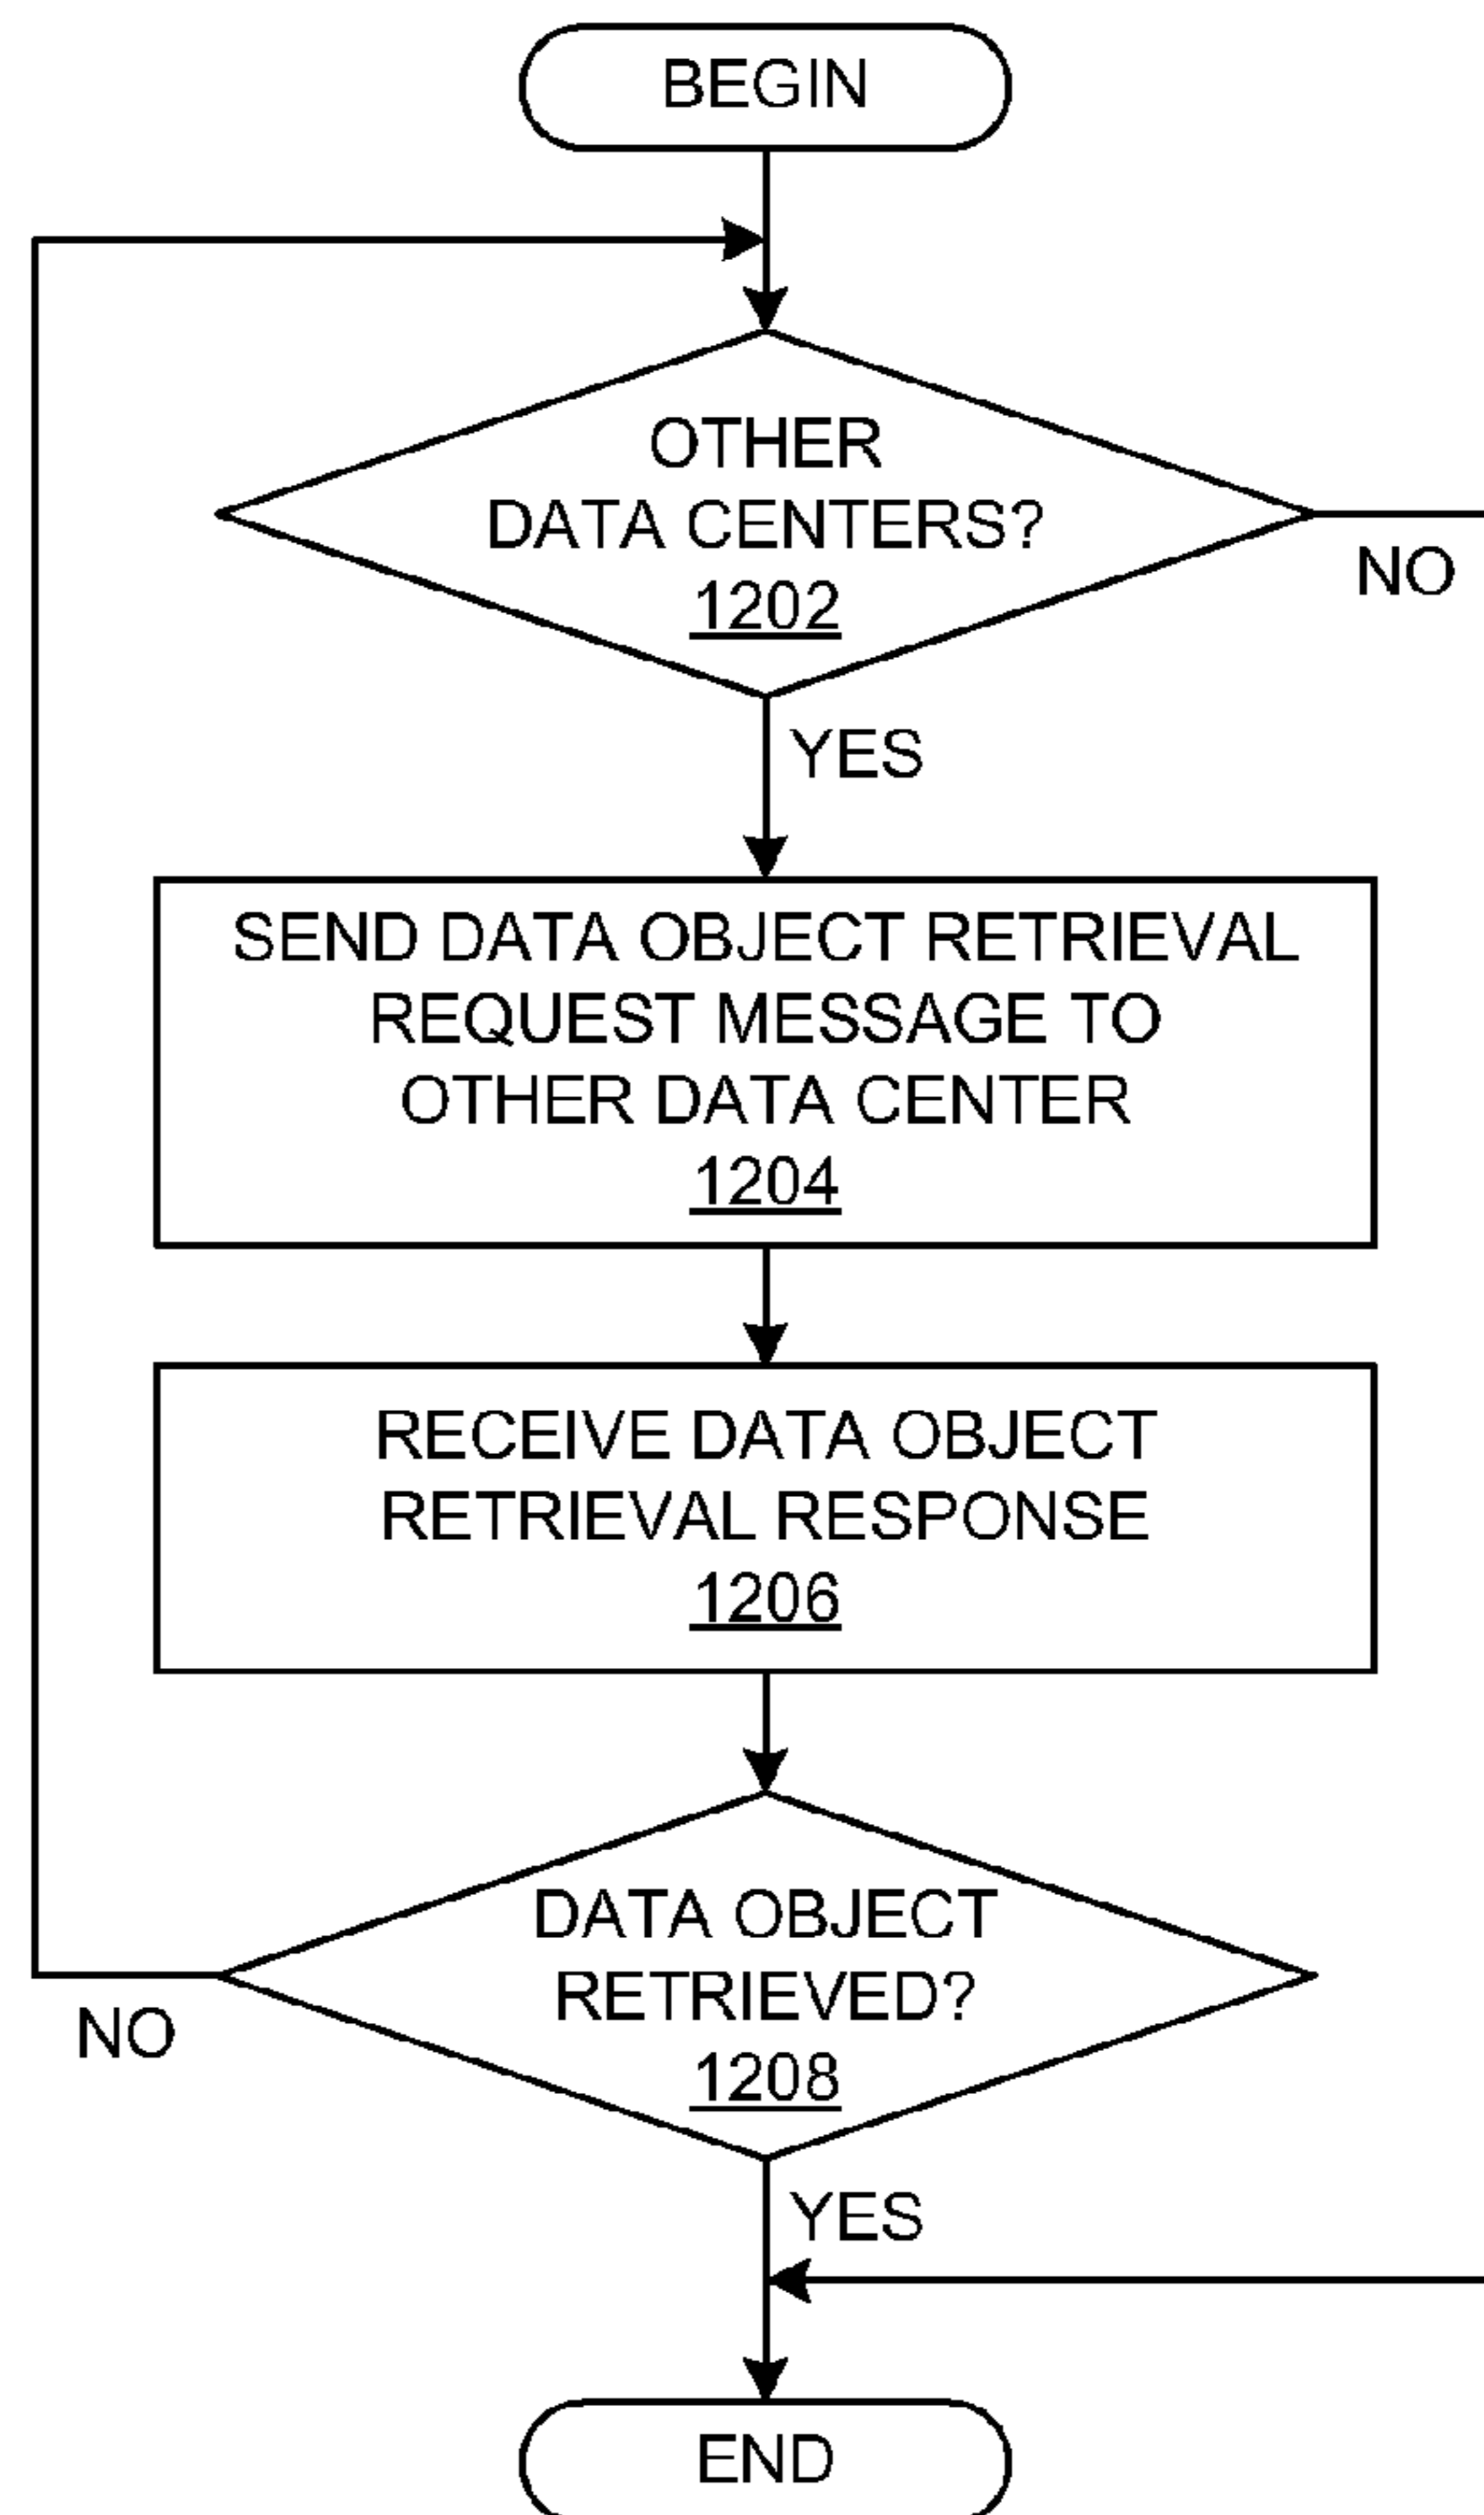 BEGIN
OTHER
DATA CENTERS?
1202
NO
YES
SEND DATA OBJECT RETRIEVAL
REQUEST MESSAGE TO
OTHER DATA CENTER
1204
RECEIVE DATA OBJECT
RETRIEVAL RESPONSE
1206
DATA OBJECT
RETRIEVED?
1208
NO
YES
END